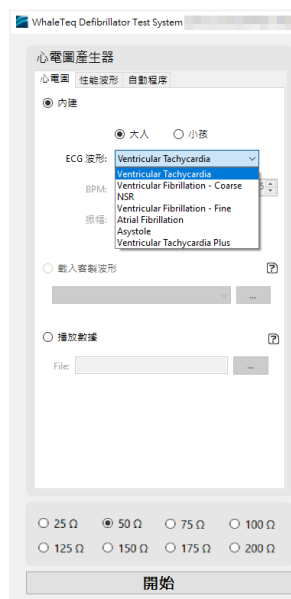 WhaleTeq Defibrillator Test System
心電圖產生器
心電圖 性能波形 自動程序
內建
大人 小孩
ECG 波形: Ventricular Tachycardia
Ventricular Tachycardia
Ventricular Fibrillation - Coarse
BPM: 5
NSR
Ventricular Fibrillation - Fine
振幅:
Atrial Fibrillation
Asystole
Ventricular Tachycardia Plus
載入客製波形 ?
...
播放數據 ?
File: ...
25 Ω 50 Ω 75 Ω 100 Ω
125 Ω 150 Ω 175 Ω 200 Ω
開始